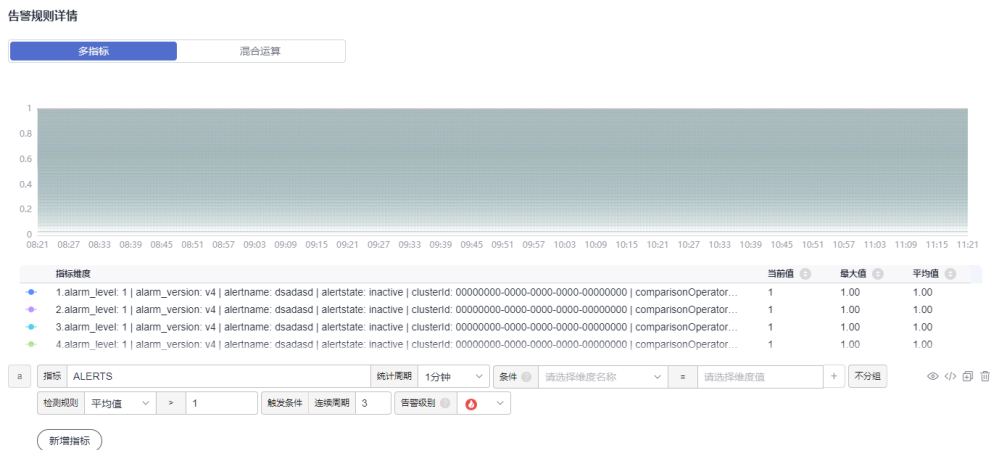 告警规则详情
多指标 混合运算
1
0.8
0.6
0.4
0.2
0
08:21 08:27 08:33 08:39 08:45 08:51 08:57 09:03 09:09 09:15 09:21 09:27 09:33 09:39 09:45 09:51 09:57 10:03 10:09 10:15 10:21 10:27 10:33 10:39 10:45 10:51 10:57 11:03 11:09 11:15 11:21
指标维度 当前值 最大值 平均值
1.alarm_level: 1 | alarm_version: v4 | alertname: dsadasd | alertstate: inactive | clusterId: 00000000-0000-0000-0000-00000000 | comparisonOperator... 1 1.00 1.00
2.alarm_level: 1 | alarm_version: v4 | alertname: dsadasd | alertstate: inactive | clusterId: 00000000-0000-0000-0000-00000000 | comparisonOperator... 1 1.00 1.00
3.alarm_level: 1 | alarm_version: v4 | alertname: dsadasd | alertstate: inactive | clusterId: 00000000-0000-0000-0000-00000000 | comparisonOperator... 1 1.00 1.00
4.alarm_level: 1 | alarm_version: v4 | alertname: dsadasd | alertstate: inactive | clusterId: 00000000-0000-0000-0000-00000000 | comparisonOperator... 1 1.00 1.00
a 指标 ALERTS 统计周期 1分钟 条件 请选择维度名称 = 请选择维度值 + 不分组
检测规则 平均值 > 1 触发条件 连续周期 3 告警级别
新增指标